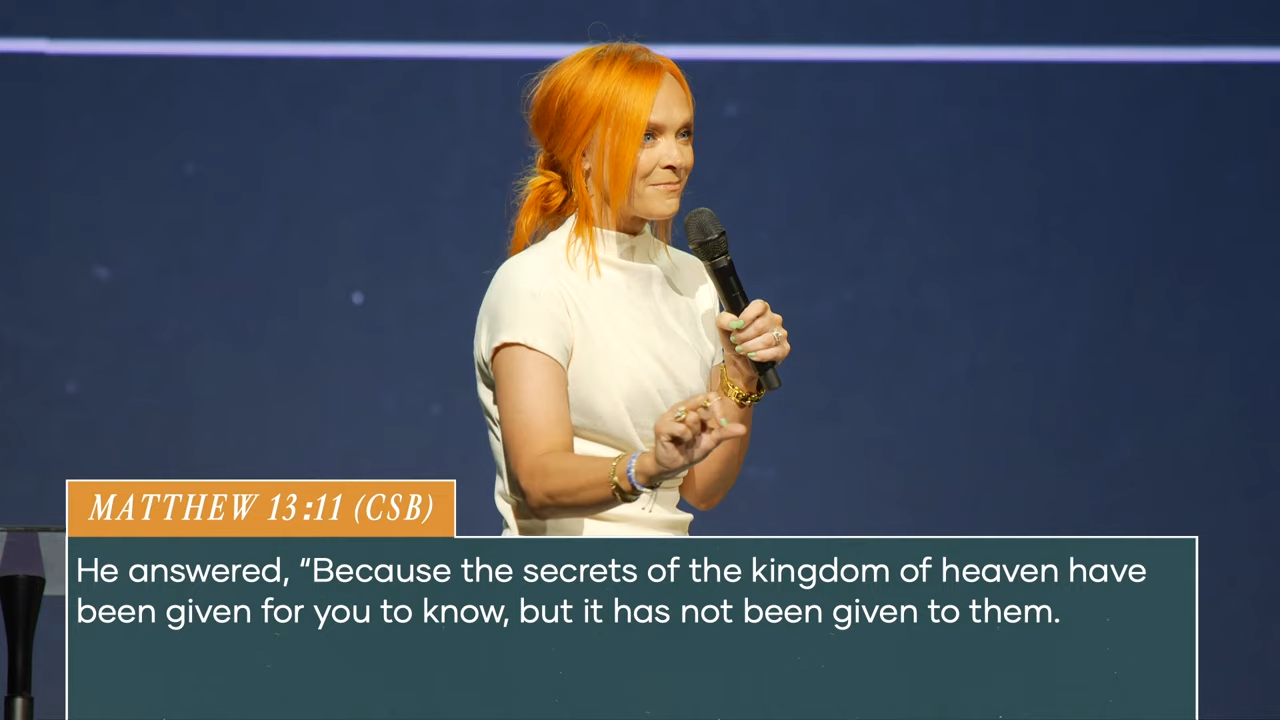 MATTHEW 13:11 (CSB)
He answered, “Because the secrets of the kingdom of heaven have
been given for you to know, but it has not been given to them.